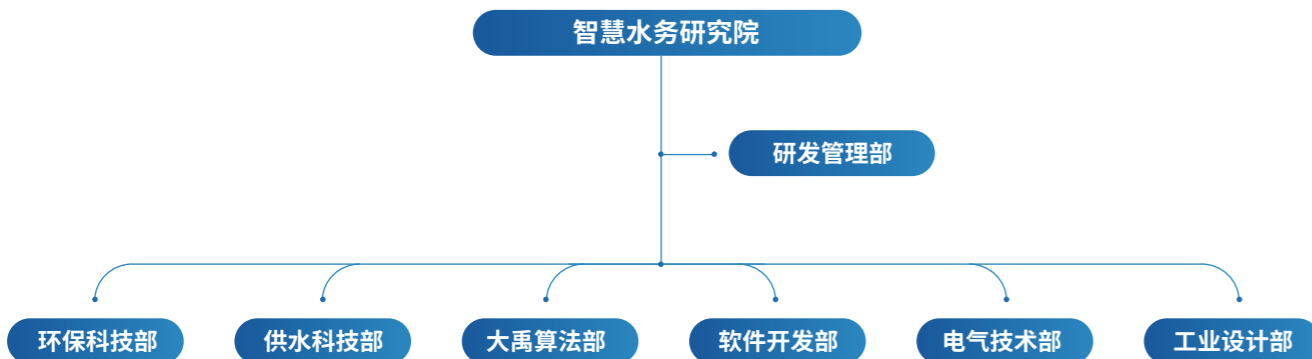 智慧水务研究院
研发管理部
环保科技部
供水科技部
大禹算法部
软件开发部
电气技术部
工业设计部